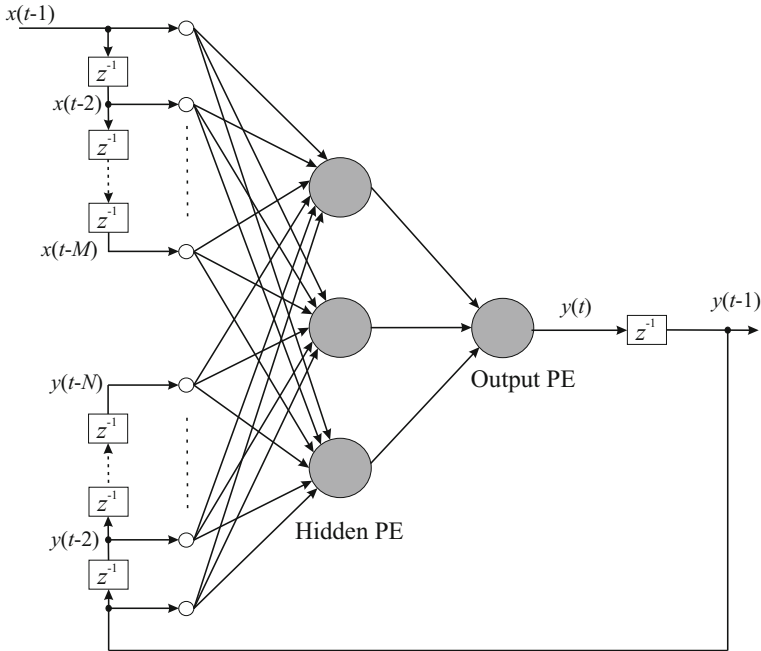 x(t-1)
z⁻¹
x(t-2)
z⁻¹
z⁻¹
x(t-M)
y(t)
z⁻¹
y(t-1)
Output PE
y(t-N)
z⁻¹
z⁻¹
Hidden PE
y(t-2)
z⁻¹